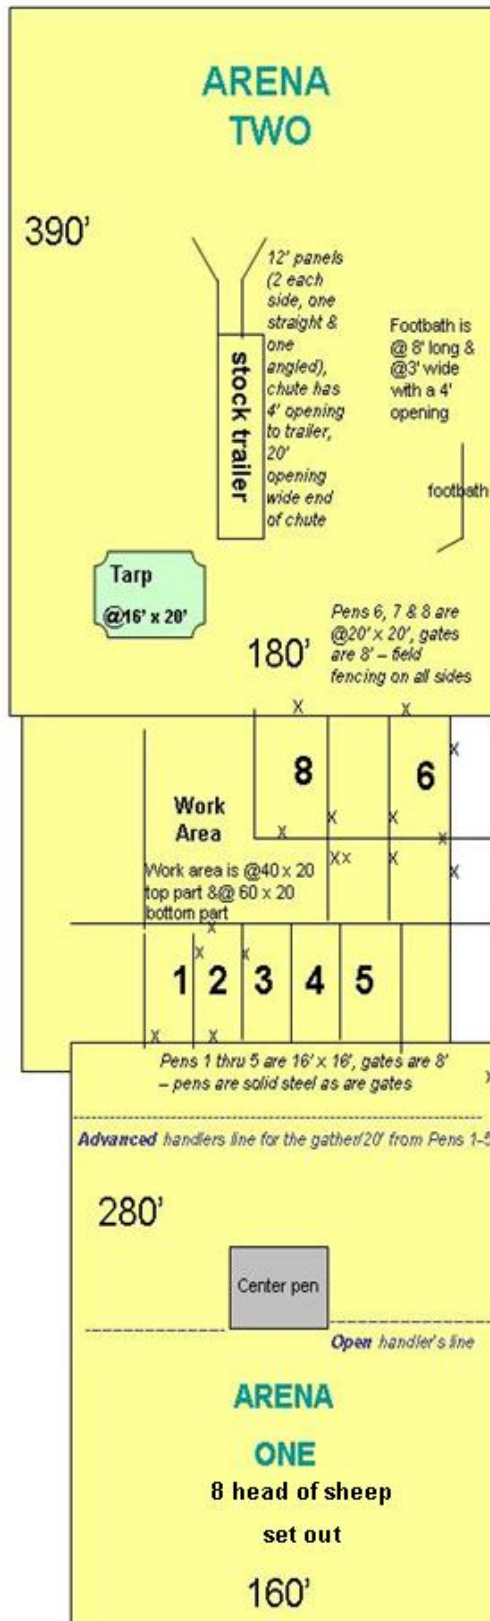 ARENA
TWO
390'
12' panels
(2 each
side, one
straight &
one
angled),
chute has
4' opening
to trailer,
20'
opening
wide end
of chute
stock trailer
Footbath is
@ 8' long &
@3' wide
with a 4'
opening
footbath
Tarp
@16' x 20'
180'
Pens 6, 7 & 8 are
@20' x 20', gates
are 8' – field
fencing on all sides
X
X
X
8
6
Work
Area
X
X
X
X
XX
X
X
Work area is @40 x 20
top part &@ 60 x 20
bottom part
X
X
X
1
2
3
4
5
X
X
Pens 1 thru 5 are 16' x 16', gates are 8'
– pens are solid steel as are gates
Advanced handlers line for the gather/20' from Pens 1-5
280'
Center pen
Open handler's line
ARENA
ONE
8 head of sheep
set out
160'